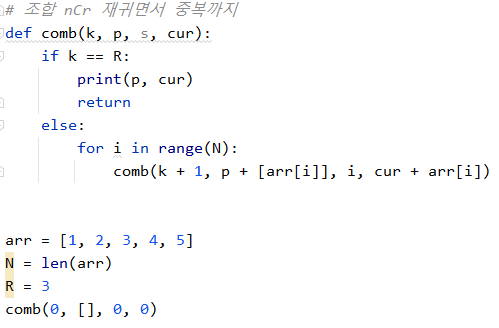 # 조합 nCr 재귀면서 중복까지
def comb(k, p, s, cur):
    if k == R:
        print(p, cur)
        return
    else:
        for i in range(N):
            comb(k + 1, p + [arr[i]], i, cur + arr[i])
arr = [1, 2, 3, 4, 5]
N = len(arr)
R = 3
comb(0, [], 0, 0)